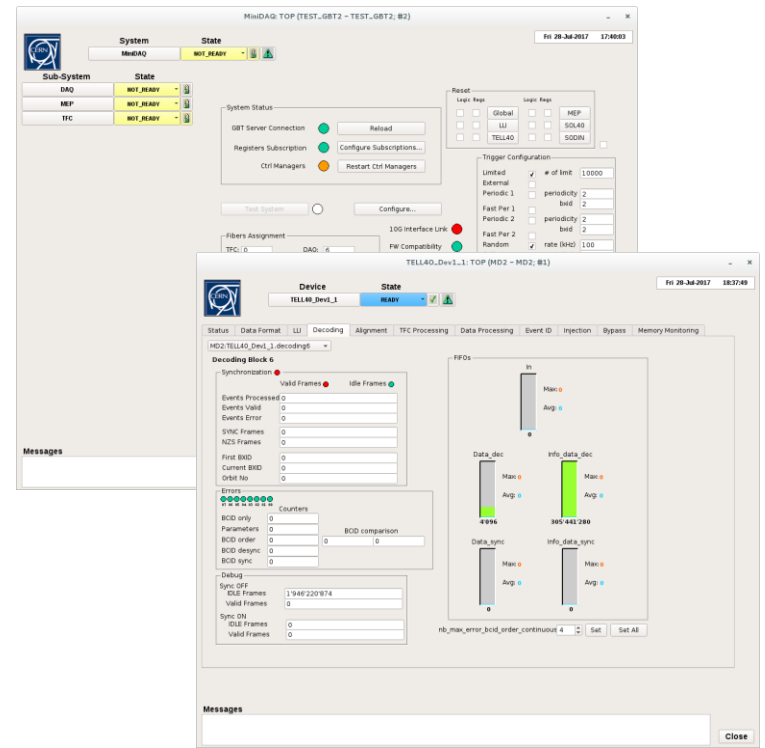 MiniDAQ: TOP (TEST_GBT2 - TEST_GBT2; #2)
Fri 28-Jul-2017 17:40:03
CERN
System State
MiniDAQ NOT_READY
Sub-System State
DAQ NOT_READY
MEP NOT_READY
TFC NOT_READY
System Status
GBT Server Connection Reload
Registers Subscription Configure Subscriptions...
Ctrl Managers Restart Ctrl Managers
Test System Configure...
Reset
Logic Regs Logic Regs
Global MEP
LLI SOL40
TELL40 SODIN
Trigger Configuration
Limited # of limit 10000
External
Periodic 1 periodicity 2
bxid 2
Fast Per 1
Periodic 2 periodicity 2
bxid 2
Fast Per 2
Random rate (kHz) 100
10G Interface Link
FW Compatibility
Fibers Assignment
TFC: 0 DAQ: 6
Messages
TELL40_Dev1_1: TOP (MD2 - MD2; #1)
Fri 28-Jul-2017 18:37:49
CERN
Device State
TELL40_Dev1_1 READY
Status Data Format LLI Decoding Alignment TFC Processing Data Processing Event ID Injection Bypass Memory Monitoring
MD2:TELL40_Dev1_1.decoding6
Decoding Block 6
Synchronization
Valid Frames Idle Frames
Events Processed 0
Events Valid 0
Events Error 0
SYNC Frames 0
NZS Frames 0
First BXID 0
Current BXID 0
Orbit No 0
Errors
Counters
BCID only 0
Parameters 0
BCID comparison
BCID order 0 0 0
BCID desync 0
BCID sync 0
Debug
Sync OFF
IDLE Frames 1'946'220'874
Valid Frames 0
Sync ON
IDLE Frames 0
Valid Frames 0
FIFOs
In
Max: 0
Avg: 0
0
Data_dec Info_data_dec
Max: 0 Max: 0
Avg: 0 Avg: 0
4'096 305'441'280
Data_sync Info_data_sync
Max: 0 Max: 0
Avg: 0 Avg: 0
0 0
nb_max_error_bcid_order_continuous 4 Set Set All
Messages
Close